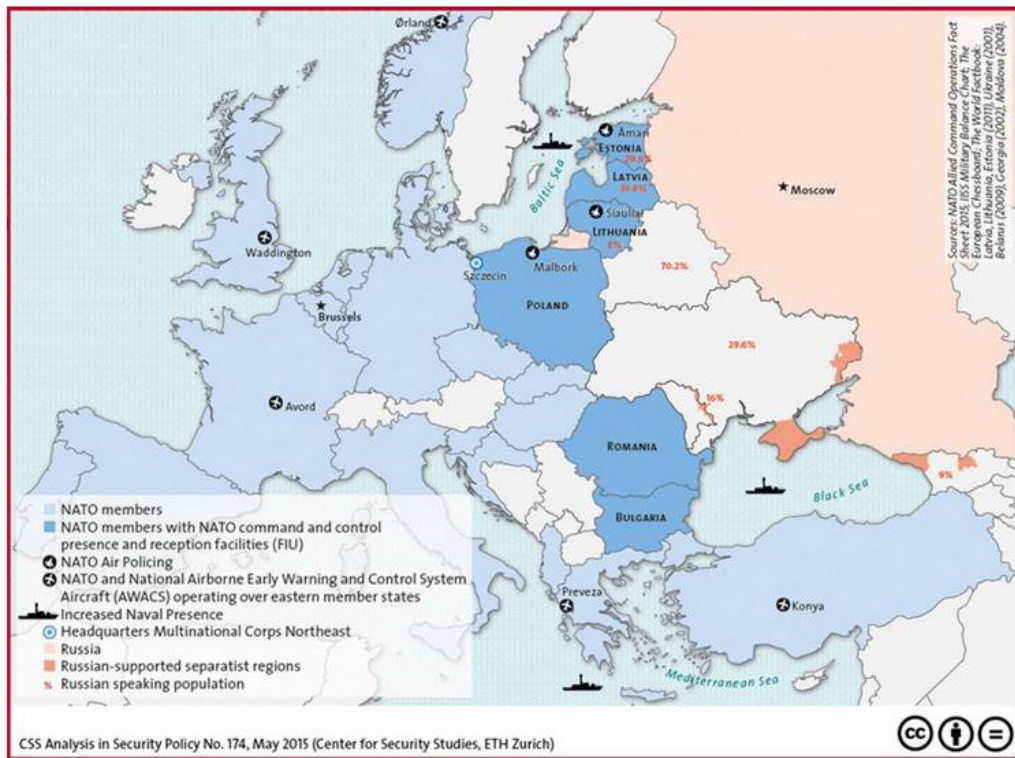 Ørland
Sources: NATO Allied Command Operations Fact
Sheet 2015; IISS Military Balance Chart; The
European Chessboard; The World Factbook:
Latvia, Lithuania, Estonia (2011), Ukraine (2001),
Belarus (2009), Georgia (2002), Moldova (2004).
Amari
ESTONIA
29.6%
Baltic Sea
LATVIA
33.8%
Moscow
Siauliai
LITHUANIA
8%
Waddington
Malbork
Szczecin
70.2%
POLAND
Brussels
29.6%
Avord
16%
ROMANIA
Black Sea
9%
BULGARIA
Preveza
Konya
Mediterranean Sea
NATO members
NATO members with NATO command and control
presence and reception facilities (FIU)
NATO Air Policing
NATO and National Airborne Early Warning and Control System
Aircraft (AWACS) operating over eastern member states
Increased Naval Presence
Headquarters Multinational Corps Northeast
Russia
Russian-supported separatist regions
% Russian speaking population
CSS Analysis in Security Policy No. 174, May 2015 (Center for Security Studies, ETH Zurich)
cc